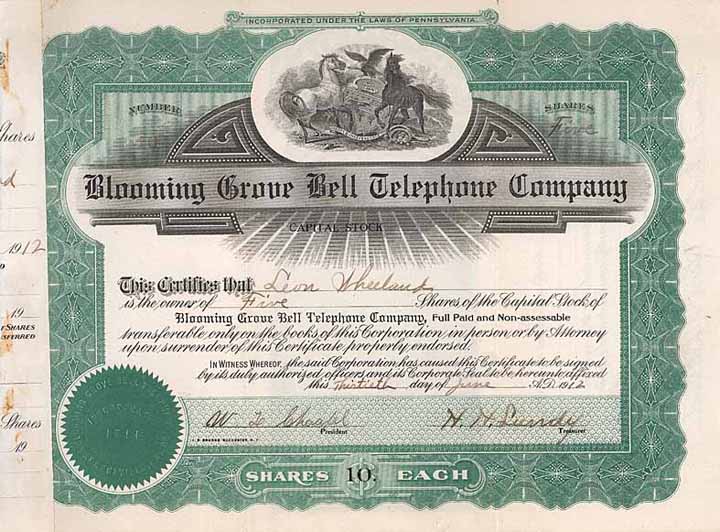 INCORPORATED UNDER THE LAWS OF PENNSYLVANIA
NUMBER
SHARES
Five
Blooming Grove Bell Telephone Company
CAPITAL STOCK
This Certifies that Leon Wheeland
is the owner of Five Shares of the Capital Stock of
Blooming Grove Bell Telephone Company, Full Paid and Non-assessable
transferable only on the books of this Corporation in person or by Attorney
upon surrender of this Certificate properly endorsed.
IN WITNESS WHEREOF, the said Corporation has caused this Certificate to be signed
by its duly authorized officers and its Corporate Seal to be hereunto affixed
this Thirtieth day of June A.D. 1912
W
H. H. Lundy
President
Treasurer
SHARES 10. EACH
Shares
1912
19
SHARES
Shares
19